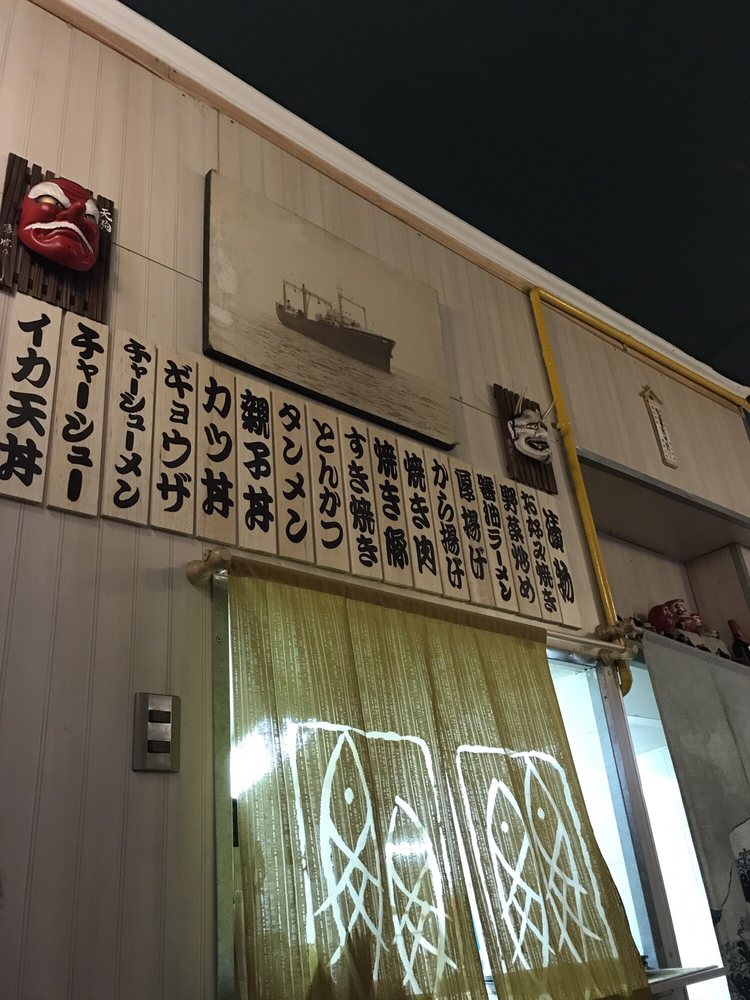 天狗
イカ天丼
チャーシュー
チャーシューメン
ギョウザ
カツ丼
親子丼
タンメン
とんかつ
すき焼き
焼き豚
焼き肉
から揚げ
厚揚げ
醤油ラーメン
野菜炒め
お好み焼き
漬物